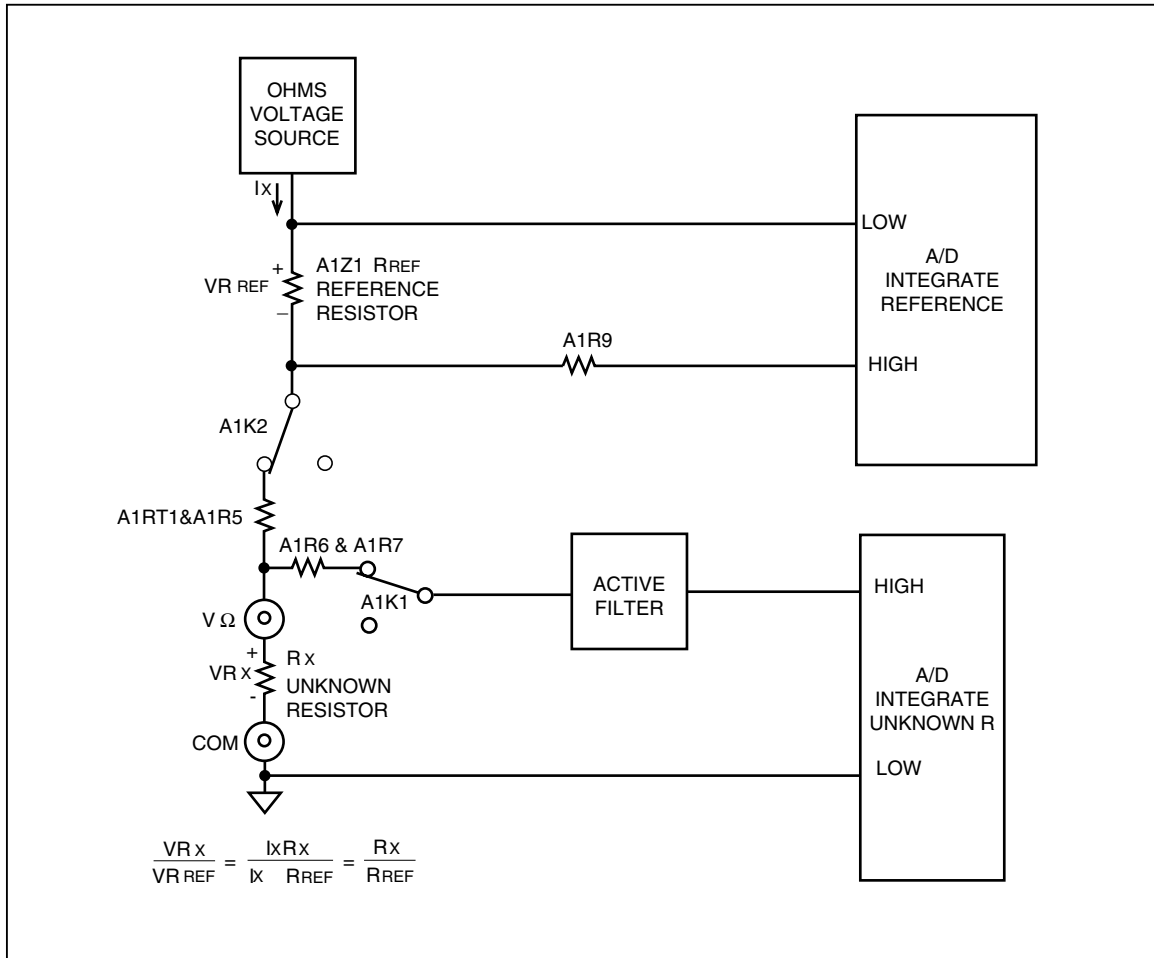 OHMS
VOLTAGE
SOURCE
Ix
LOW
A/D
INTEGRATE
REFERENCE
HIGH
+
VR REF
–
A1Z1 RREF
REFERENCE
RESISTOR
A1R9
A1K2
A1RT1&A1R5
A1R6 & A1R7
A1K1
ACTIVE
FILTER
HIGH
A/D
INTEGRATE
UNKNOWN R
LOW
V Ω
+
VR x
-
R x
UNKNOWN
RESISTOR
COM
VR x / VR REF = IxRx / Ix RREF = Rx / RREF